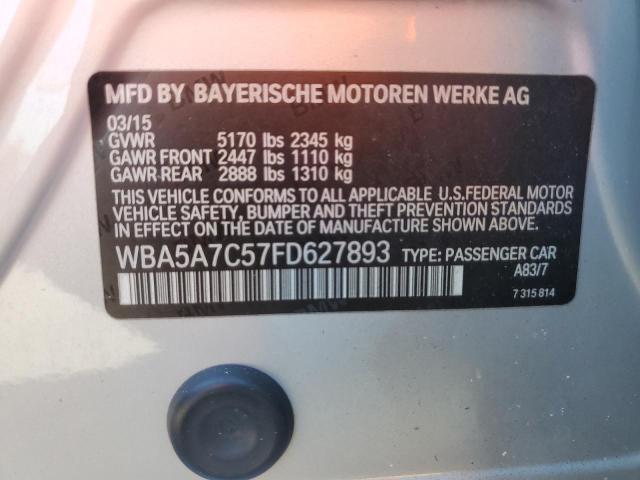 MFD BY BAYERISCHE MOTOREN WERKE AG
03/15
GVWR 5170 lbs 2345 kg
GAWR FRONT 2447 lbs 1110 kg
GAWR REAR 2888 lbs 1310 kg
THIS VEHICLE CONFORMS TO ALL APPLICABLE U.S.FEDERAL MOTOR
VEHICLE SAFETY, BUMPER AND THEFT PREVENTION STANDARDS
IN EFFECT ON THE DATE OF MANUFACTURE SHOWN ABOVE.
WBA5A7C57FD627893 TYPE: PASSENGER CAR
A83/7
7 315 814